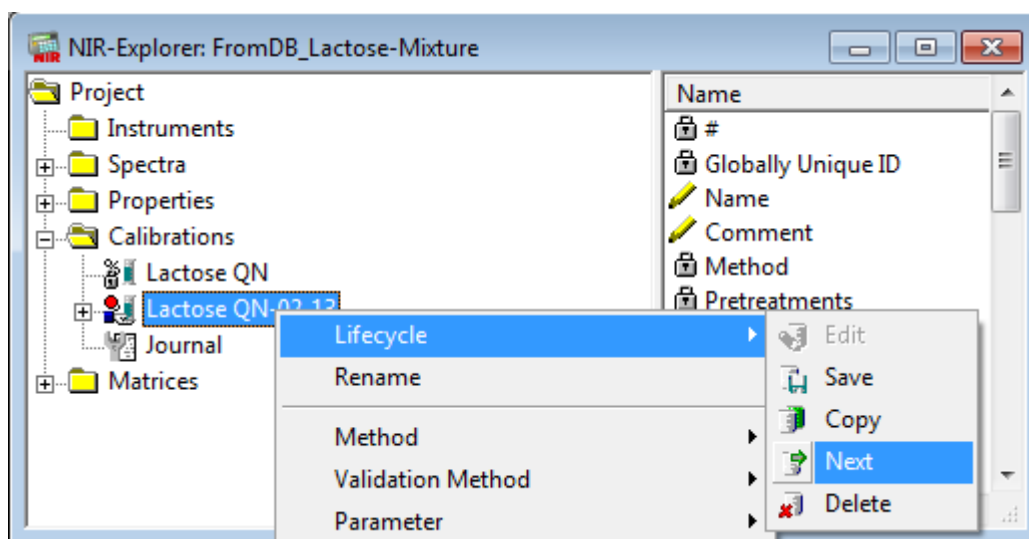 NIR-Explorer: FromDB_Lactose-Mixture
Project
Instruments
Spectra
Properties
Calibrations
Lactose QN
Lactose QN-02-13
Journal
Matrices
Name
#
Globally Unique ID
Name
Comment
Method
Pretreatments
Lifecycle
Rename
Method
Validation Method
Parameter
Edit
Save
Copy
Next
Delete